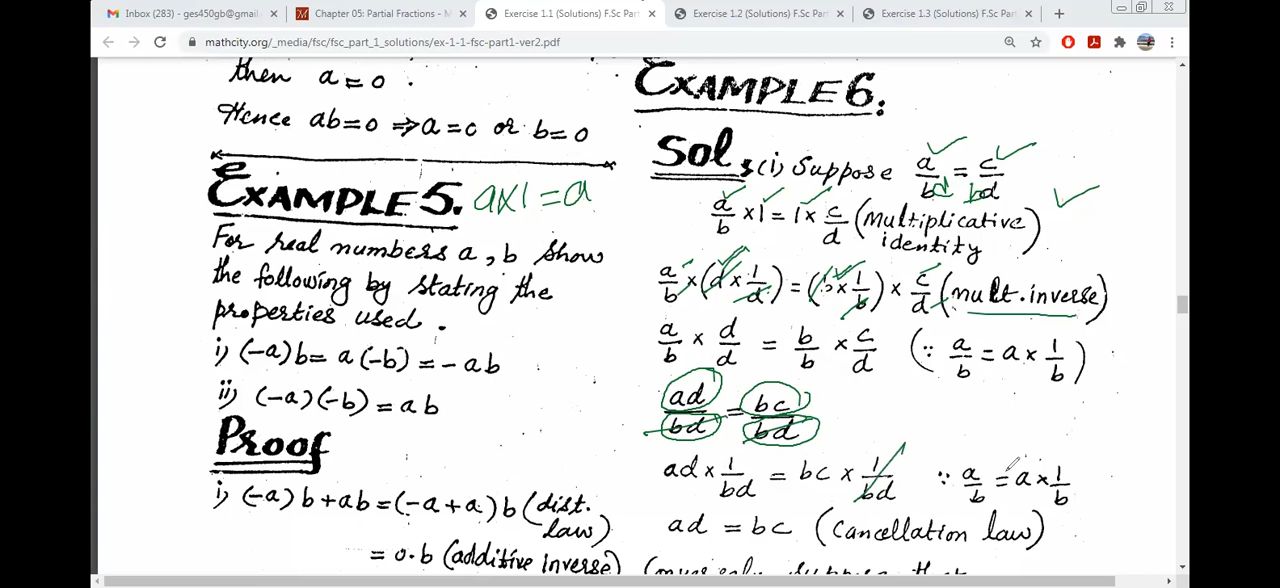 Inbox (283) - ges450gb@gmail.
Chapter 05: Partial Fractions - M
Exercise 1.1 (Solutions) F.Sc Part
Exercise 1.2 (Solutions) F.Sc Part
Exercise 1.3 (Solutions) F.Sc Part
mathcity.org/_media/fsc/fsc_part_1_solutions/ex-1-1-fsc-part1-ver2.pdf
then a = 0 .
Hence ab=0 ⇒ a = c or b = 0
EXAMPLE 5. a×1 = a
For real numbers a, b show
the following by stating the
properties used.
i) (-a) b = a (-b) = - ab
ii) (-a) (-b) = ab
Proof
i) (-a) b + ab = (-a + a) b (dist. law)
= 0·b (additive inverse)
EXAMPLE 6.
Sol; (i) Suppose a/b = c/d
bd bd
a/b × 1 = 1 × c/d (multiplicative identity)
a/b × (d × 1/d) = (b × 1/b) × c/d (mult. inverse)
a/b × d/d = b/b × c/d (∵ a/b = a × 1/b)
ad/bd = bc/bd
ad × 1/bd = bc × 1/bd ∵ a/b = a × 1/b
ad = bc (Cancellation law)